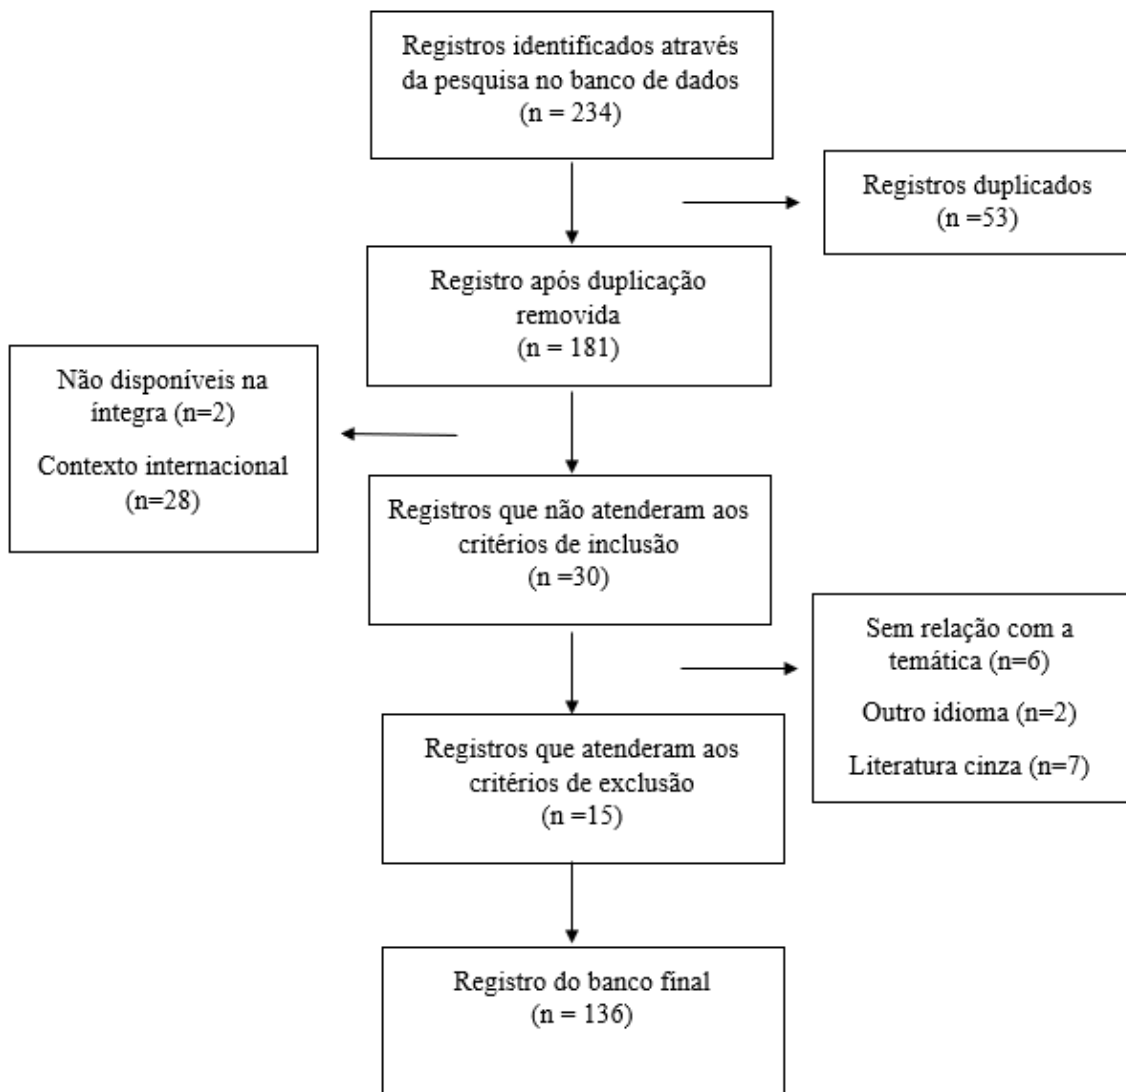 Registros identificados através
da pesquisa no banco de dados
(n = 234)
Registros duplicados
(n =53)
Registro após duplicação
removida
(n = 181)
Não disponíveis na
íntegra (n=2)
Contexto internacional
(n=28)
Registros que não atenderam aos
critérios de inclusão
(n =30)
Sem relação com a
temática (n=6)
Outro idioma (n=2)
Literatura cinza (n=7)
Registros que atenderam aos
critérios de exclusão
(n =15)
Registro do banco final
(n = 136)